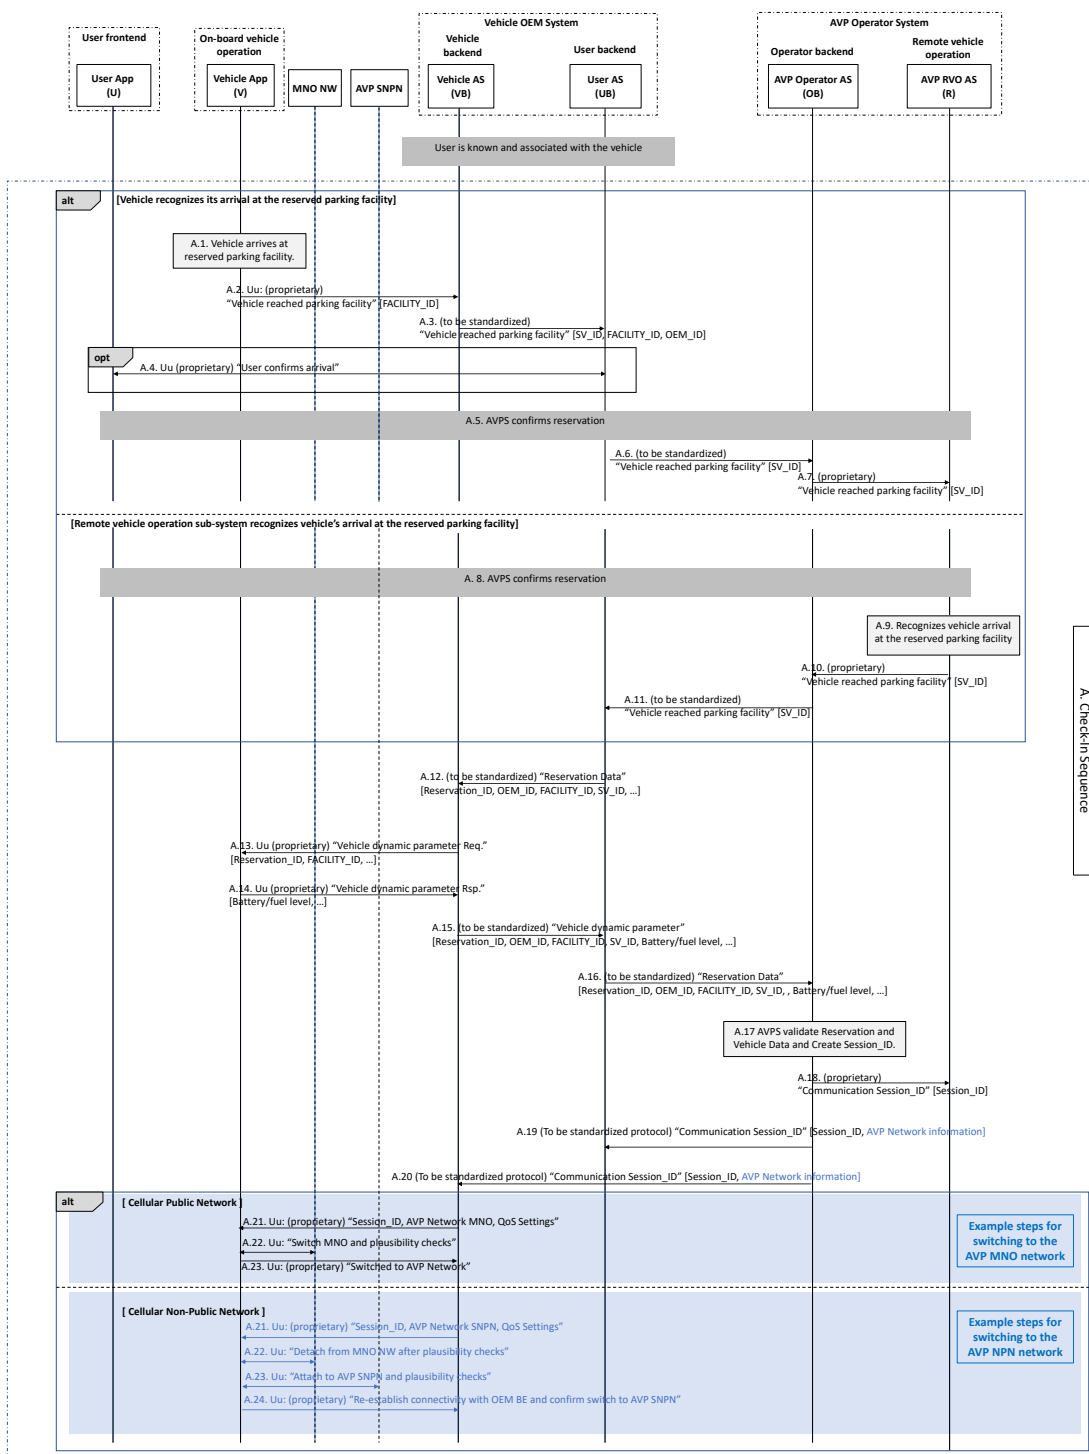 Vehicle OEM System
AVP Operator System
User frontend
On-board vehicle
operation
Vehicle
backend
User backend
Operator backend
Remote vehicle
operation
User App
(U)
Vehicle App
(V)
MNO NW
AVP SNPN
Vehicle AS
(VB)
User AS
(UB)
AVP Operator AS
(OB)
AVP RVO AS
(R)
User is known and associated with the vehicle
alt
[Vehicle recognizes its arrival at the reserved parking facility]
A.1. Vehicle arrives at
reserved parking facility.
A.2. Uu: (proprietary)
“Vehicle reached parking facility” [FACILITY_ID]
A.3. (to be standardized)
“Vehicle reached parking facility” [SV_ID, FACILITY_ID, OEM_ID]
opt
A.4. Uu (proprietary) “User confirms arrival”
A.5. AVPS confirms reservation
A.6. (to be standardized)
“Vehicle reached parking facility” [SV_ID]
A.7. (proprietary)
“Vehicle reached parking facility” [SV_ID]
[Remote vehicle operation sub-system recognizes vehicle’s arrival at the reserved parking facility]
A. 8. AVPS confirms reservation
A.9. Recognizes vehicle arrival
at the reserved parking facility
A.10. (proprietary)
“Vehicle reached parking facility” [SV_ID]
A.11. (to be standardized)
“Vehicle reached parking facility” [SV_ID]
A. Check-In Sequence
A.12. (to be standardized) “Reservation Data”
[Reservation_ID, OEM_ID, FACILITY_ID, SV_ID, …]
A.13. Uu (proprietary) “Vehicle dynamic parameter Req.”
[Reservation_ID, FACILITY_ID, …]
A.14. Uu (proprietary) “Vehicle dynamic parameter Rsp.”
[Battery/fuel level, …]
A.15. (to be standardized) “Vehicle dynamic parameter”
[Reservation_ID, OEM_ID, FACILITY_ID, SV_ID, Battery/fuel level, …]
A.16. (to be standardized) “Reservation Data”
[Reservation_ID, OEM_ID, FACILITY_ID, SV_ID, , Battery/fuel level, …]
A.17 AVPS validate Reservation and
Vehicle Data and Create Session_ID.
A.18. (proprietary)
“Communication Session_ID” [Session_ID]
A.19 (To be standardized protocol) “Communication Session_ID” [Session_ID, AVP Network information]
A.20 (To be standardized protocol) “Communication Session_ID” [Session_ID, AVP Network information]
alt
[ Cellular Public Network ]
A.21. Uu: (proprietary) “Session_ID, AVP Network MNO, QoS Settings”
A.22. Uu: “Switch MNO and plausibility checks”
A.23. Uu: (proprietary) “Switched to AVP Network”
Example steps for
switching to the
AVP MNO network
[ Cellular Non-Public Network ]
A.21. Uu: (proprietary) “Session_ID, AVP Network SNPN, QoS Settings”
A.22. Uu: “Detach from MNO NW after plausibility checks”
A.23. Uu: “Attach to AVP SNPN and plausibility checks”
A.24. Uu: (proprietary) “Re-establish connectivity with OEM BE and confirm switch to AVP SNPN”
Example steps for
switching to the
AVP NPN network